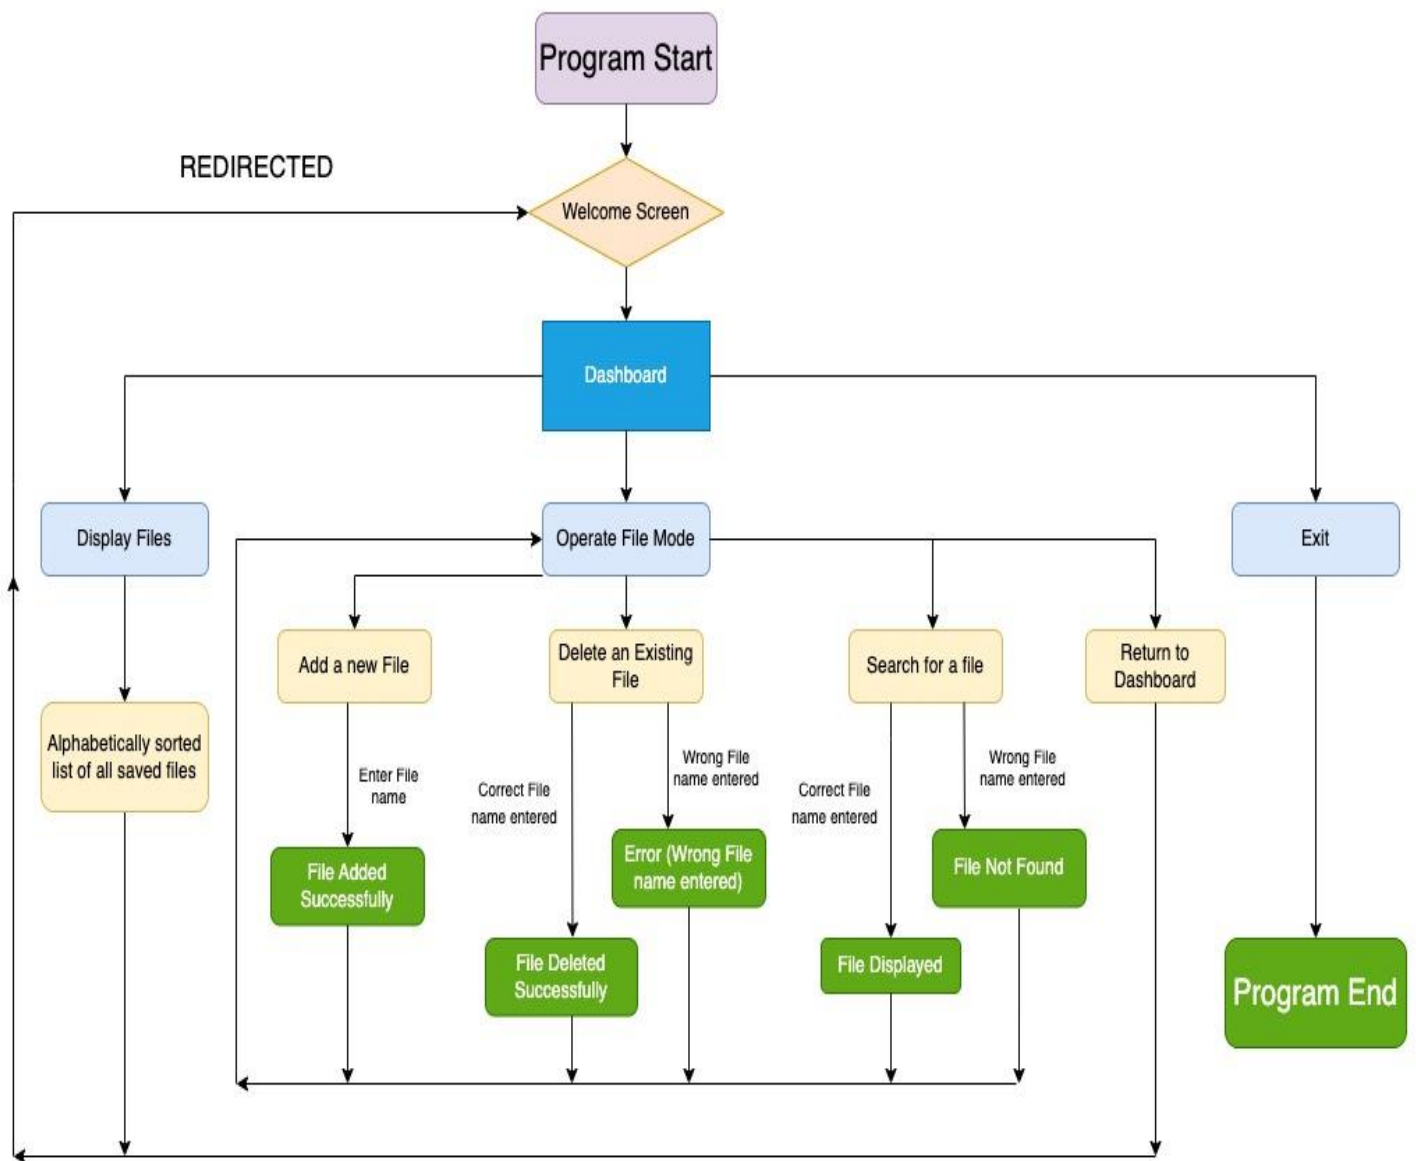 Program Start
REDIRECTED
Welcome Screen
Dashboard
Display Files
Operate File Mode
Exit
Add a new File
Delete an Existing
File
Search for a file
Return to
Dashboard
Alphabetically sorted
list of all saved files
Enter File
name
Correct File
name entered
Wrong File
name entered
Correct File
name entered
Wrong File
name entered
File Added
Successfully
Error (Wrong File
name entered)
File Not Found
File Deleted
Successfully
File Displayed
Program End